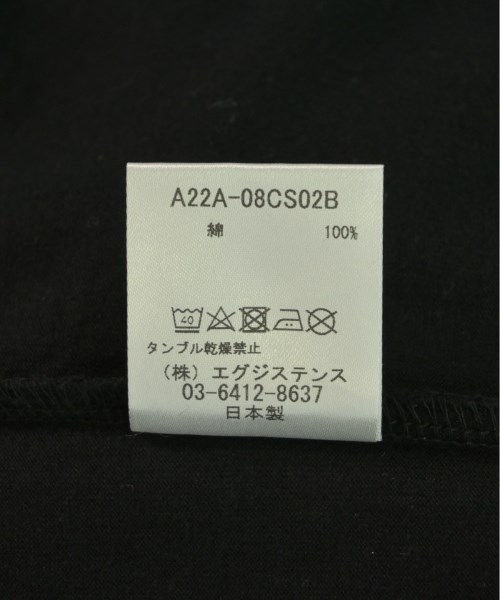 A22A-08CS02B
綿 100%
40
タンブル乾燥禁止
(株)エグジステンス
03-6412-8637
日本製